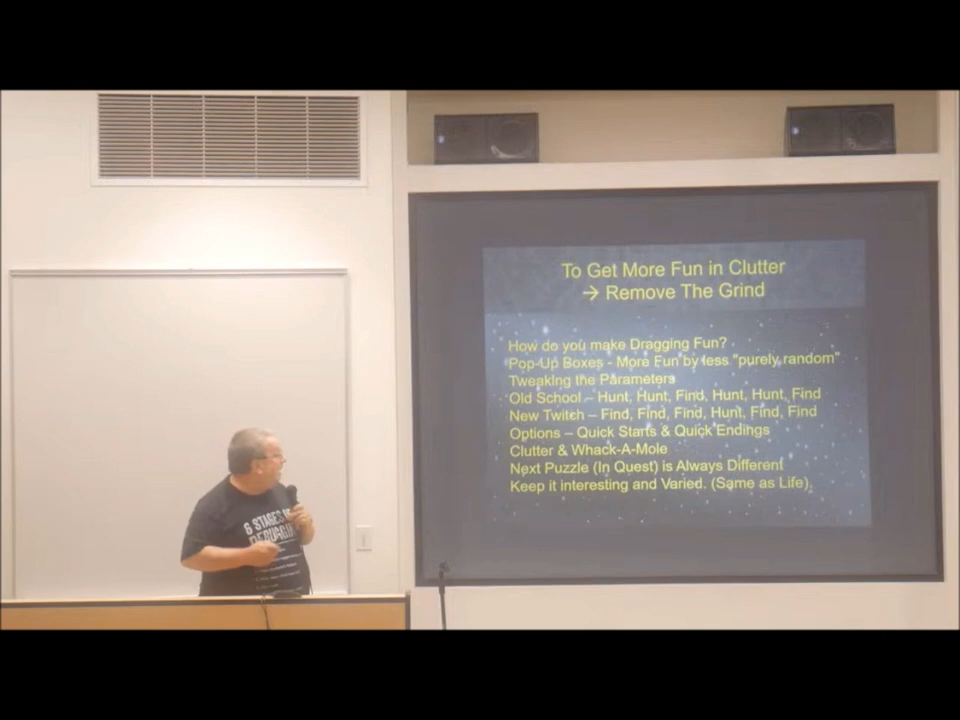 To Get More Fun in Clutter
→ Remove The Grind
How do you make Dragging Fun?
Pop-Up Boxes - More Fun by less "purely random"
Tweaking the Parameters
Old School – Hunt, Hunt, Find, Hunt, Hunt, Find
New Twitch – Find, Find, Find, Hunt, Find, Find
Options – Quick Starts & Quick Endings
Clutter & Whack-A-Mole
Next Puzzle (In Quest) is Always Different
Keep it interesting and Varied. (Same as Life).
6 STAGES